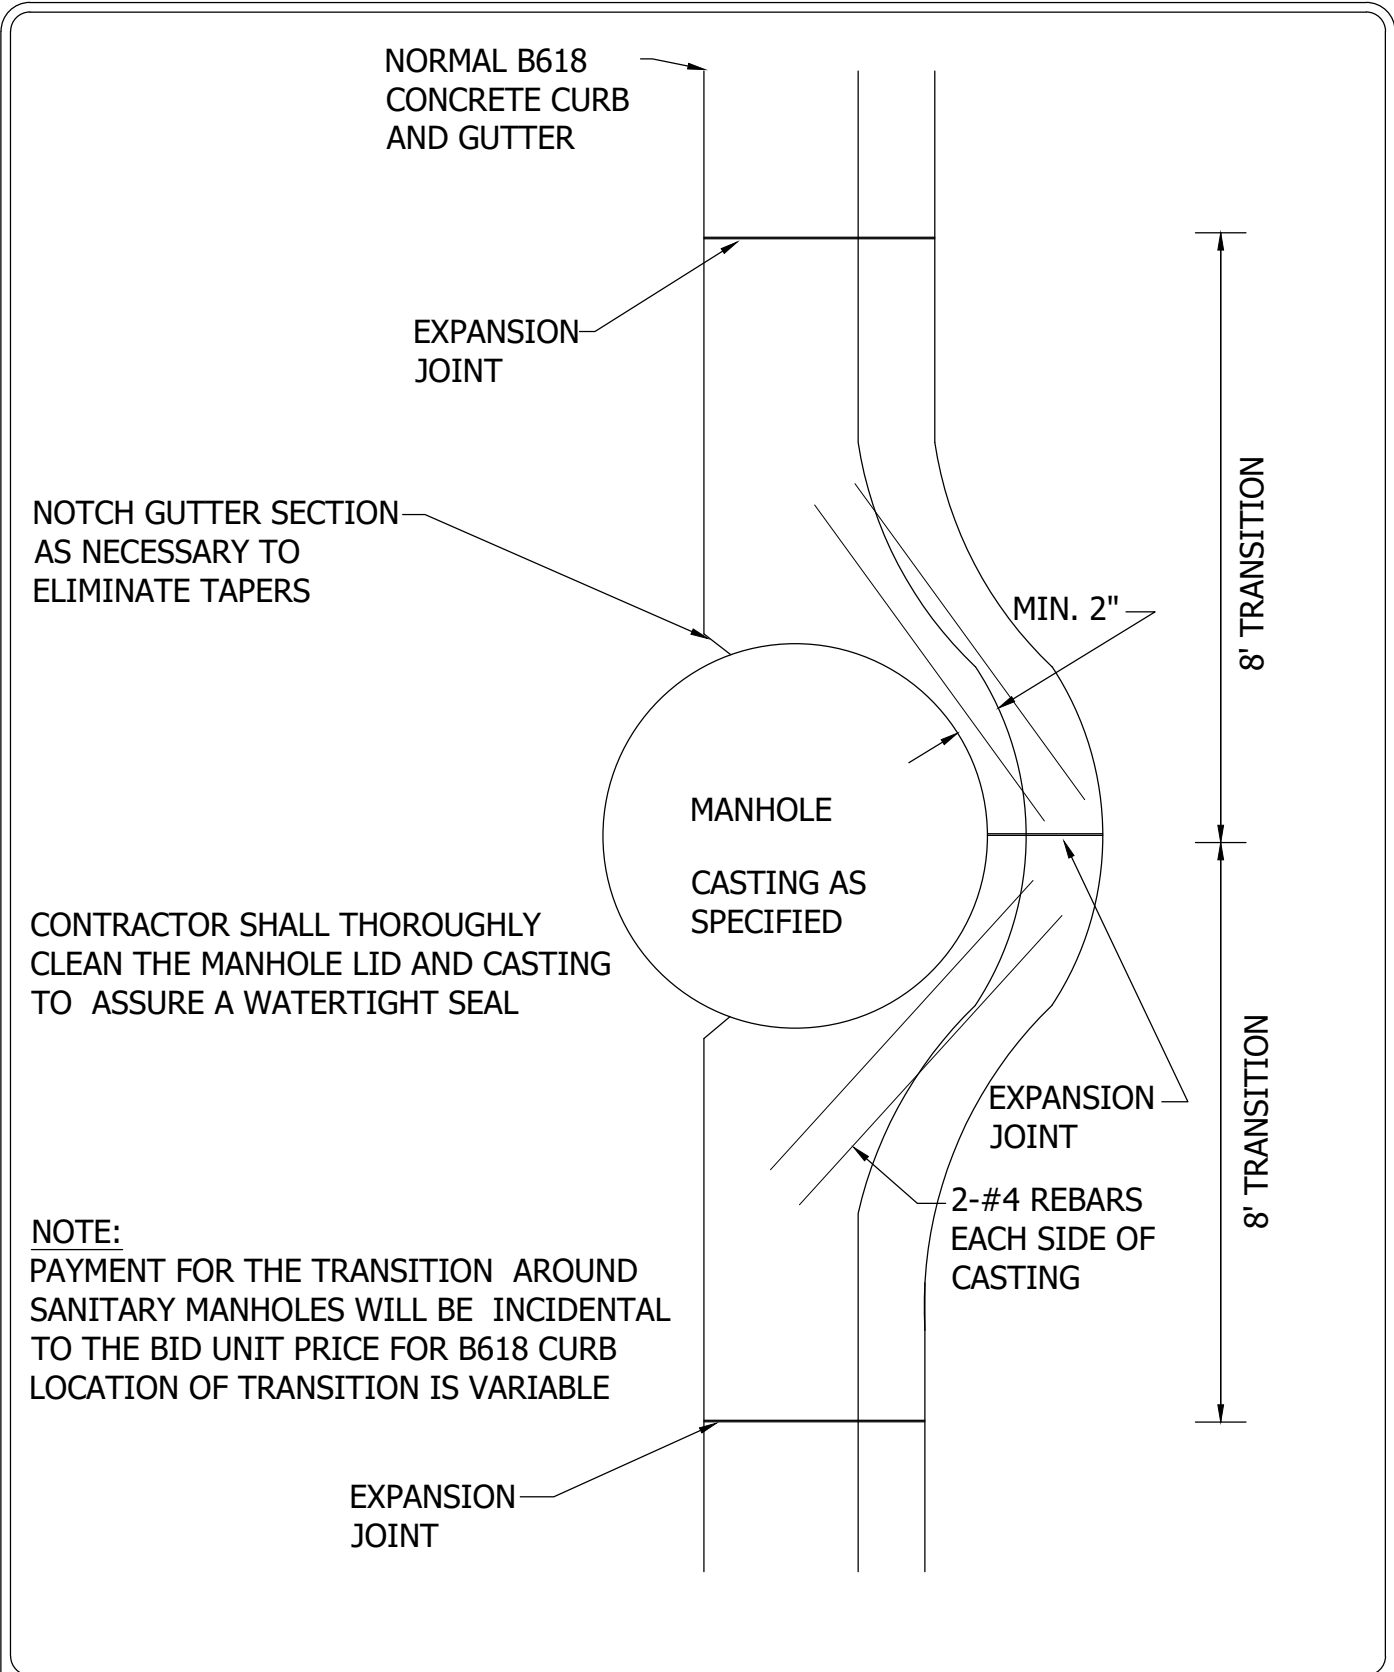 NORMAL B618
CONCRETE CURB
AND GUTTER
EXPANSION
JOINT
8' TRANSITION
NOTCH GUTTER SECTION
AS NECESSARY TO
ELIMINATE TAPERS
MIN. 2"
MANHOLE
CASTING AS
SPECIFIED
CONTRACTOR SHALL THOROUGHLY
CLEAN THE MANHOLE LID AND CASTING
TO ASSURE A WATERTIGHT SEAL
8' TRANSITION
EXPANSION
JOINT
2-#4 REBARS
EACH SIDE OF
CASTING
NOTE:
PAYMENT FOR THE TRANSITION AROUND
SANITARY MANHOLES WILL BE INCIDENTAL
TO THE BID UNIT PRICE FOR B618 CURB
LOCATION OF TRANSITION IS VARIABLE
EXPANSION
JOINT